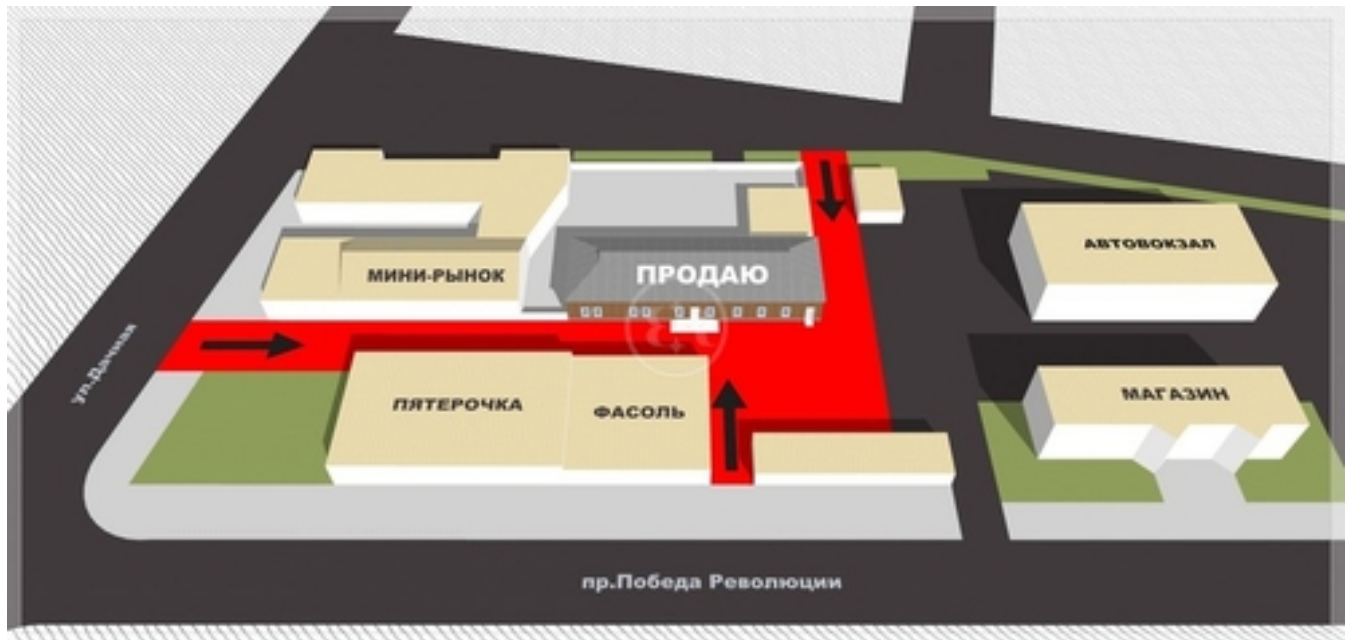 АВТОВОКЗАЛ
МИНИ-РЫНОК
ПРОДАЮ
ул.Дачная
ПЯТЕРОЧКА
ФАСОЛЬ
МАГАЗИН
пр.Победа Революции